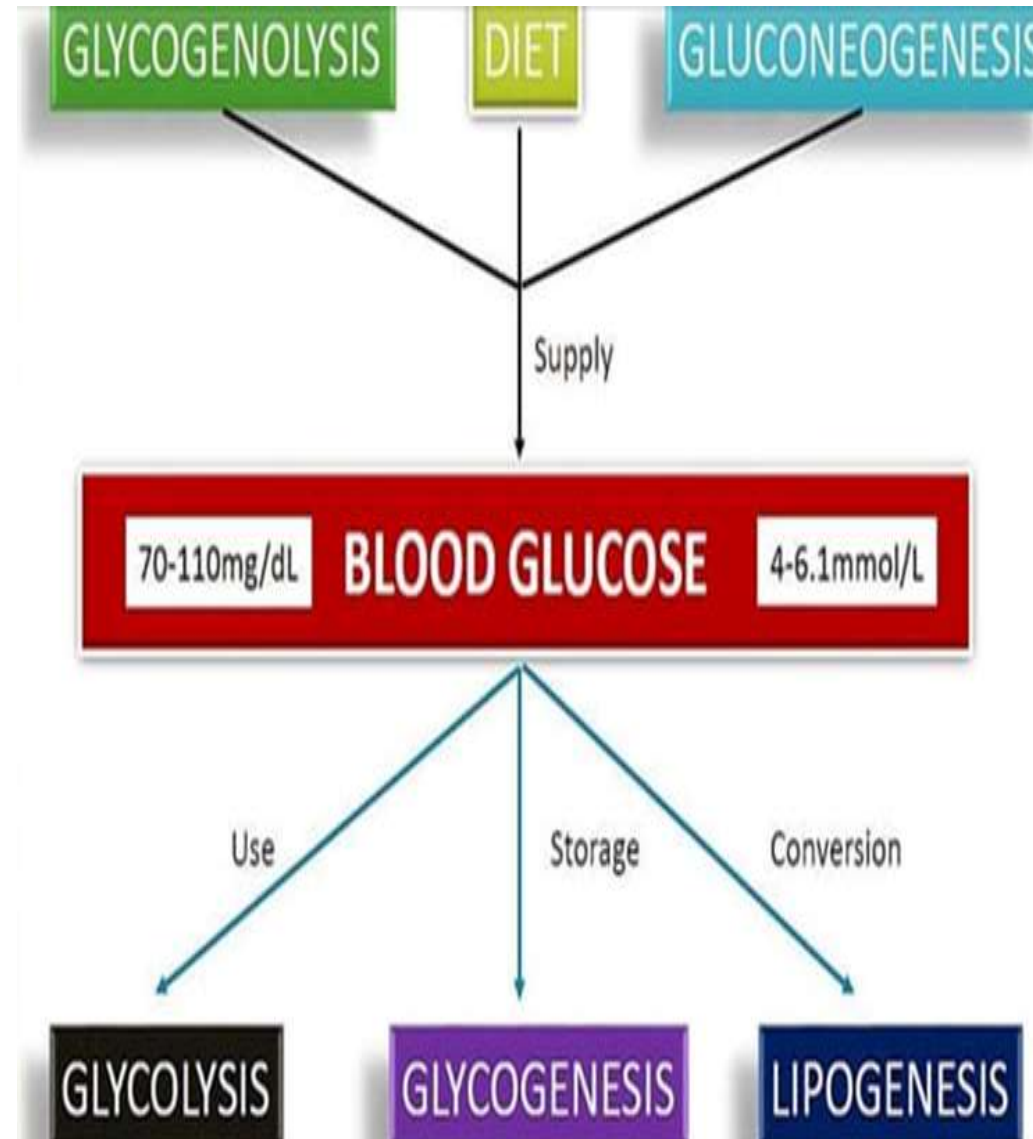 GLYCOGENOLYSIS DIET GLUCONEOGENESIS
Supply
70-110mg/dL BLOOD GLUCOSE 4-6.1mmol/L
Use Storage Conversion
GLYCOLYSIS GLYCOGENESIS LIPOGENESIS